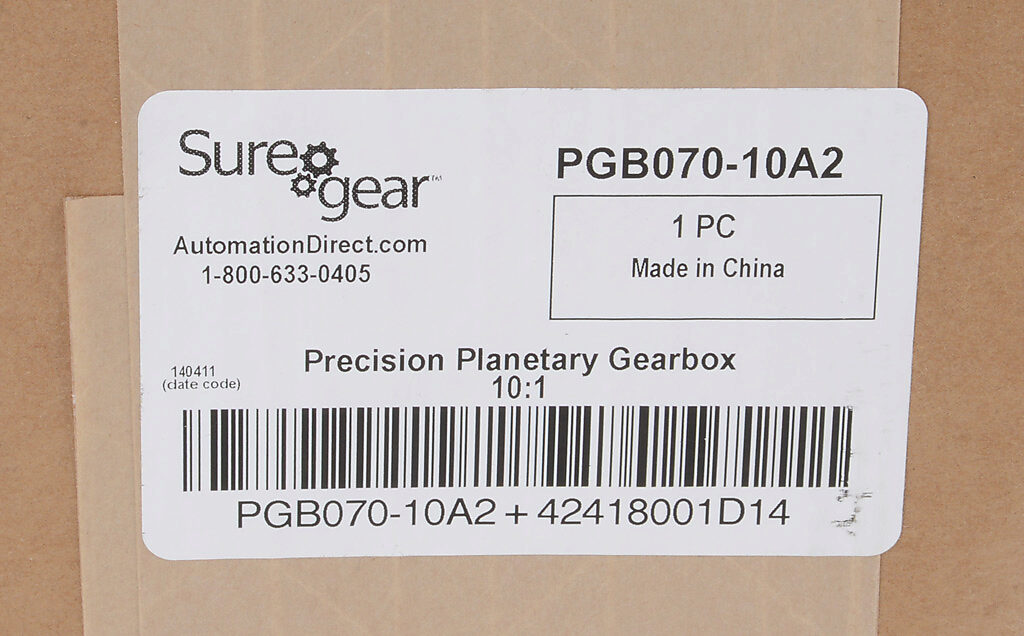 Sure
gear™
AutomationDirect.com
1-800-633-0405
PGB070-10A2
1 PC
Made in China
Precision Planetary Gearbox
10:1
140411
(date code)
PGB070-10A2+42418001D14